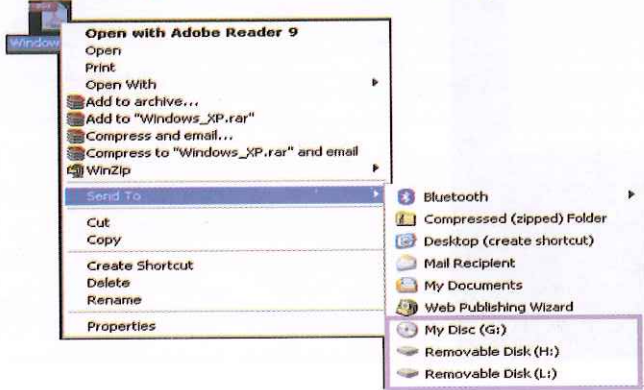 Window
Open with Adobe Reader 9
Open
Print
Open With
Add to archive...
Add to "Windows_XP.rar"
Compress and email...
Compress to "Windows_XP.rar" and email
WinZip
Send To
Cut
Copy
Create Shortcut
Delete
Rename
Properties
Bluetooth
Compressed (zipped) Folder
Desktop (create shortcut)
Mail Recipient
My Documents
Web Publishing Wizard
My Disc (G:)
Removable Disk (H:)
Removable Disk (L:)